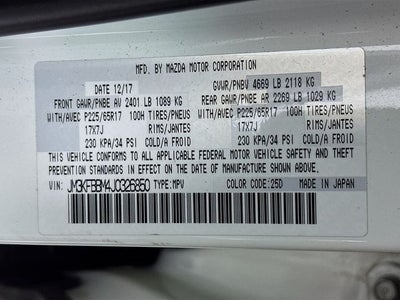 MFD. BY MAZDA MOTOR CORPORATION
DATE 12/17 GVWR/PNBV 4669 LB 2118 KG
FRONT GAWR/PNBE AV 2401 LB 1089 KG REAR GAWR/PNBE AR 2269 LB 1029 KG
WITH/AVEC P225/65R17 100H TIRES/PNEUS WITH/AVEC P225/65R17 100H TIRES/PNEUS
17X7J RIMS/JANTES 17X7J RIMS/JANTES
230 KPA/34 PSI COLD/A FROID 230 KPA/34 PSI COLD/A FROID
THIS VEHICLE CONFORMS TO ALL APPLICABLE FEDERAL MOTOR VEHICLE SAFETY AND
THEFT PREVENTION STANDARDS IN EFFECT ON THE DATE OF MANUFACTURE SHOWN ABOVE.
VIN: JM3KFBBM4J0326850 TYPE: MPV COLOR CODE: 25D MADE IN JAPAN